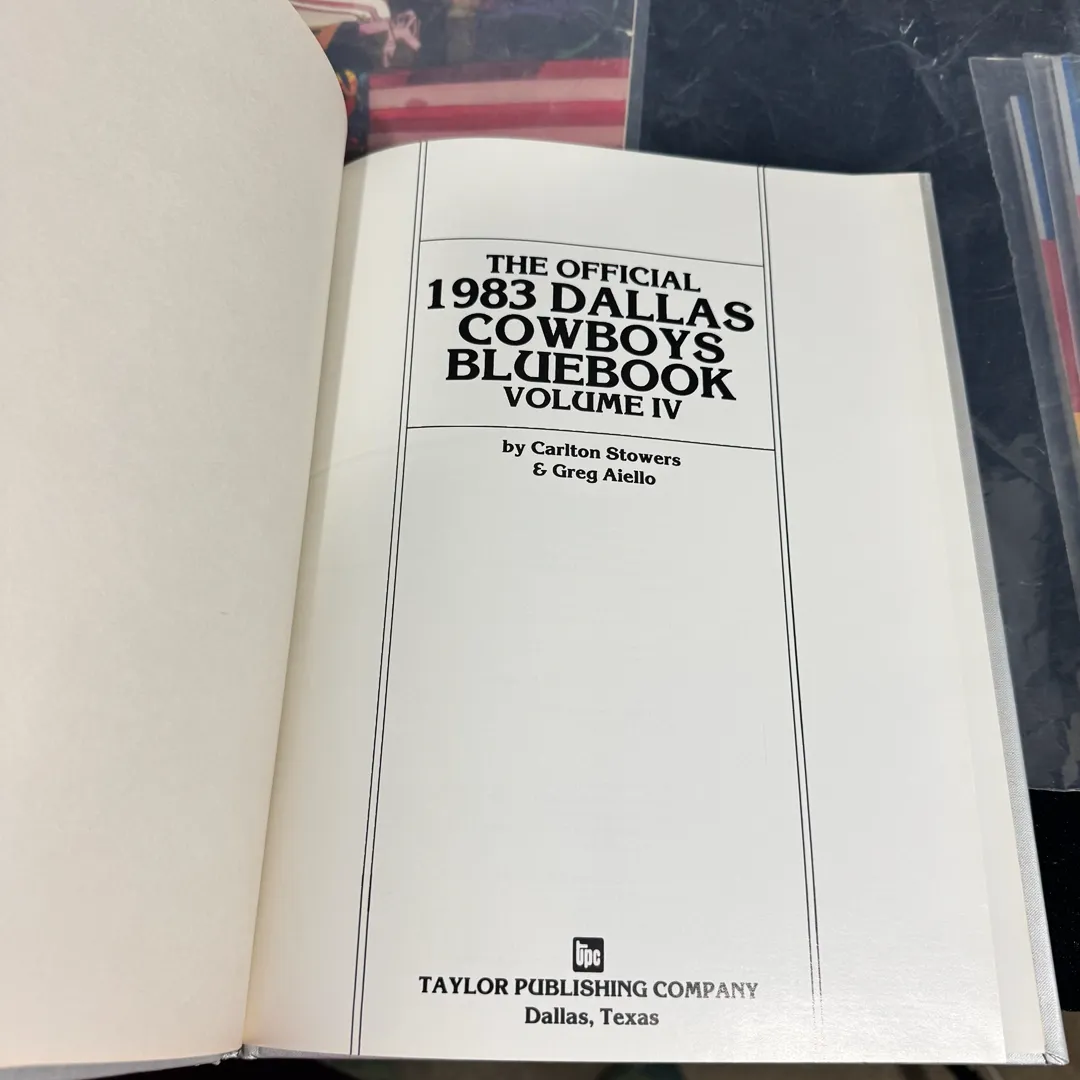 THE OFFICIAL
1983 DALLAS
COWBOYS
BLUEBOOK
VOLUME IV
by Carlton Stowers
& Greg Aiello
tpc
TAYLOR PUBLISHING COMPANY
Dallas, Texas